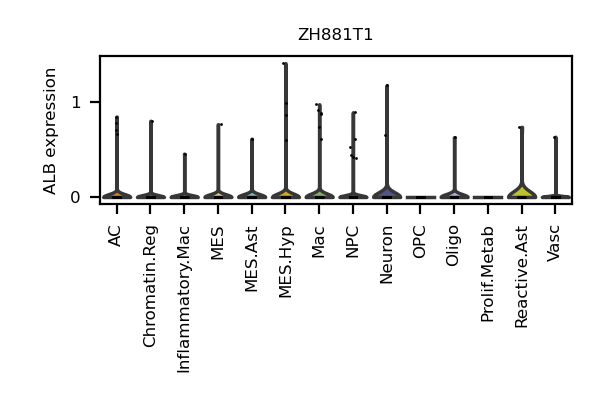 ZH881T1
ALB expression
1
0
AC
Chromatin.Reg
Inflammatory.Mac
MES
MES.Ast
MES.Hyp
Mac
NPC
Neuron
OPC
Oligo
Prolif.Metab
Reactive.Ast
Vasc